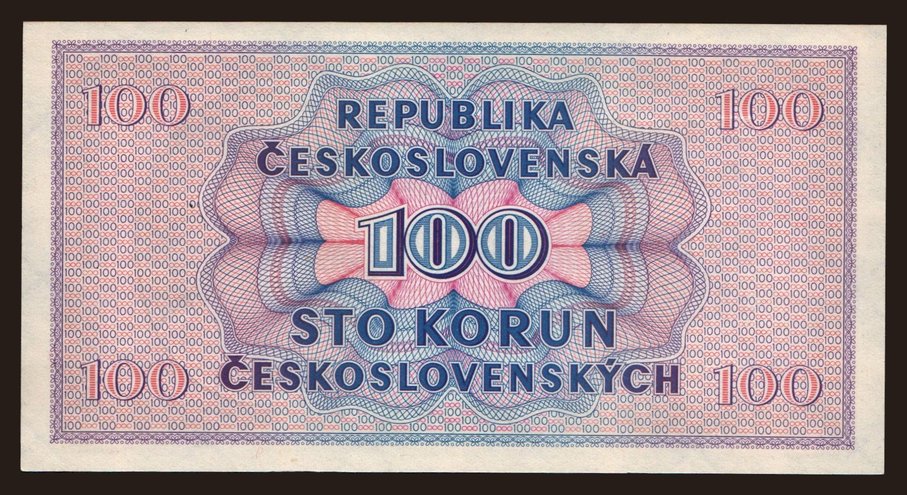 100 100
REPUBLIKA
ČESKOSLOVENSKÁ
100
STO KORUN
ČESKOSLOVENSKÝCH
100 100